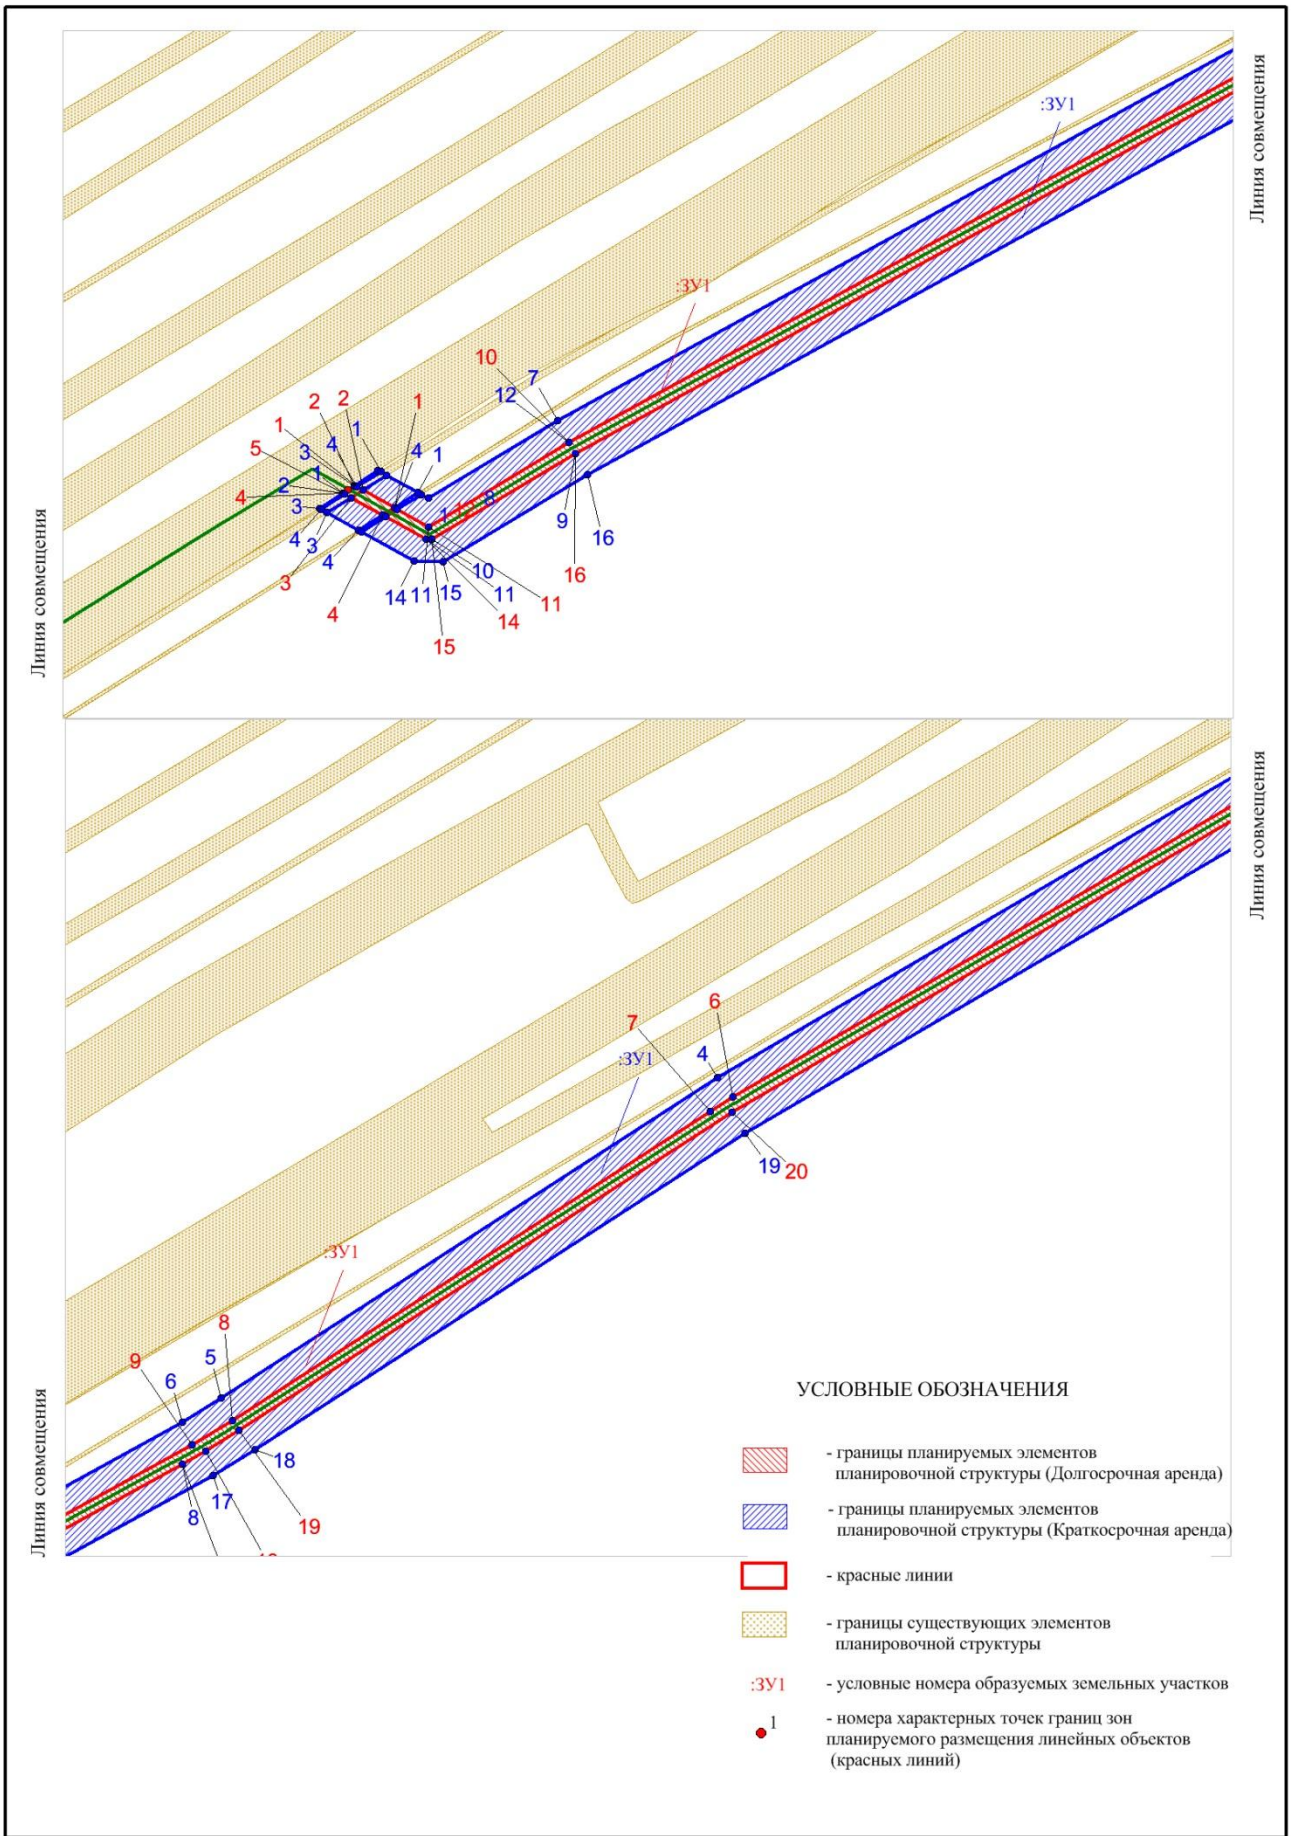 Линия совмещения
:ЗУ1
:ЗУ1
10
7
12
2
2
1
1
1
3
4
5
4
1
1
4
2
3
4
3
4
3
4
14
11
15
10
11
14
11
15
8
1
9
16
16
Линия совмещения
Линия совмещения
6
7
4
:ЗУ1
19
20
:ЗУ1
8
9
5
6
18
17
8
19
Линия совмещения
УСЛОВНЫЕ ОБОЗНАЧЕНИЯ
- границы планируемых элементов
планировочной структуры (Долгосрочная аренда)
- границы планируемых элементов
планировочной структуры (Краткосрочная аренда)
- красные линии
- границы существующих элементов
планировочной структуры
:ЗУ1 - условные номера образуемых земельных участков
1 - номера характерных точек границ зон
планируемого размещения линейных объектов
(красных линий)